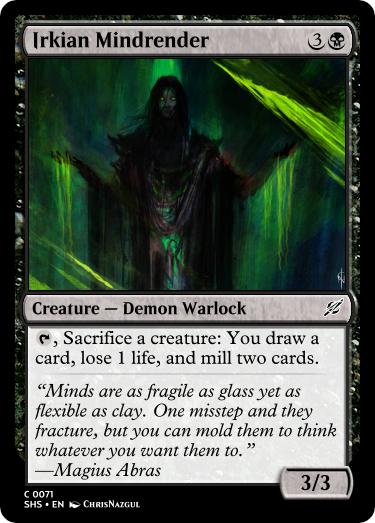 Irkian Mindrender 3
Creature — Demon Warlock
, Sacrifice a creature: You draw a
card, lose 1 life, and mill two cards.
“Minds are as fragile as glass yet as
flexible as clay. One misstep and they
fracture, but you can mold them to think
whatever you want them to.”
—Magius Abras
3/3
C 0071
SHS • EN ChrisNazgul